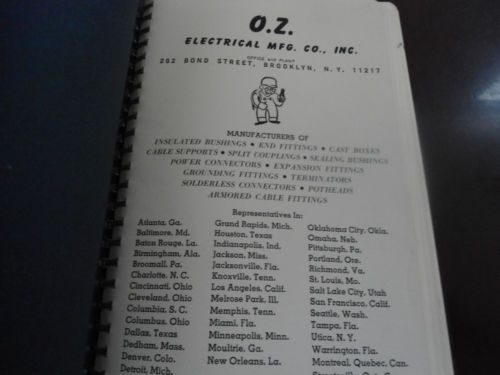 O.Z.
ELECTRICAL MFG. CO., INC.
OFFICE AND PLANT
262 BOND STREET, BROOKLYN, N. Y. 11217
MANUFACTURERS OF
INSULATED BUSHINGS • END FITTINGS • CAST BOXES
CABLE SUPPORTS • SPLIT COUPLINGS • SEALING BUSHINGS
POWER CONNECTORS • EXPANSION FITTINGS
GROUNDING FITTINGS • TERMINATORS
SOLDERLESS CONNECTORS • POTHEADS
ARMORED CABLE FITTINGS
Representatives In:
Atlanta, Ga.
Baltimore, Md.
Baton Rouge, La.
Birmingham, Ala.
Broomall, Pa.
Charlotte, N. C.
Cincinnati, Ohio
Cleveland, Ohio
Columbia, S. C.
Columbus, Ohio
Dallas, Texas
Dedham, Mass.
Denver, Colo.
Detroit, Mich.
Grand Rapids, Mich.
Houston, Texas
Indianapolis, Ind.
Jackson, Miss.
Jacksonville, Fla.
Knoxville, Tenn.
Los Angeles, Calif.
Melrose Park, Ill.
Memphis, Tenn.
Miami, Fla.
Minneapolis, Minn.
Moultrie, Ga.
New Orleans, La.
Oklahoma City, Okla.
Omaha, Neb.
Pittsburgh, Pa.
Portland, Ore.
Richmond, Va.
St. Louis, Mo.
Salt Lake City, Utah
San Francisco, Calif.
Seattle, Wash.
Tampa, Fla.
Utica, N. Y.
Warrington, Fla.
Montreal, Quebec, Can.